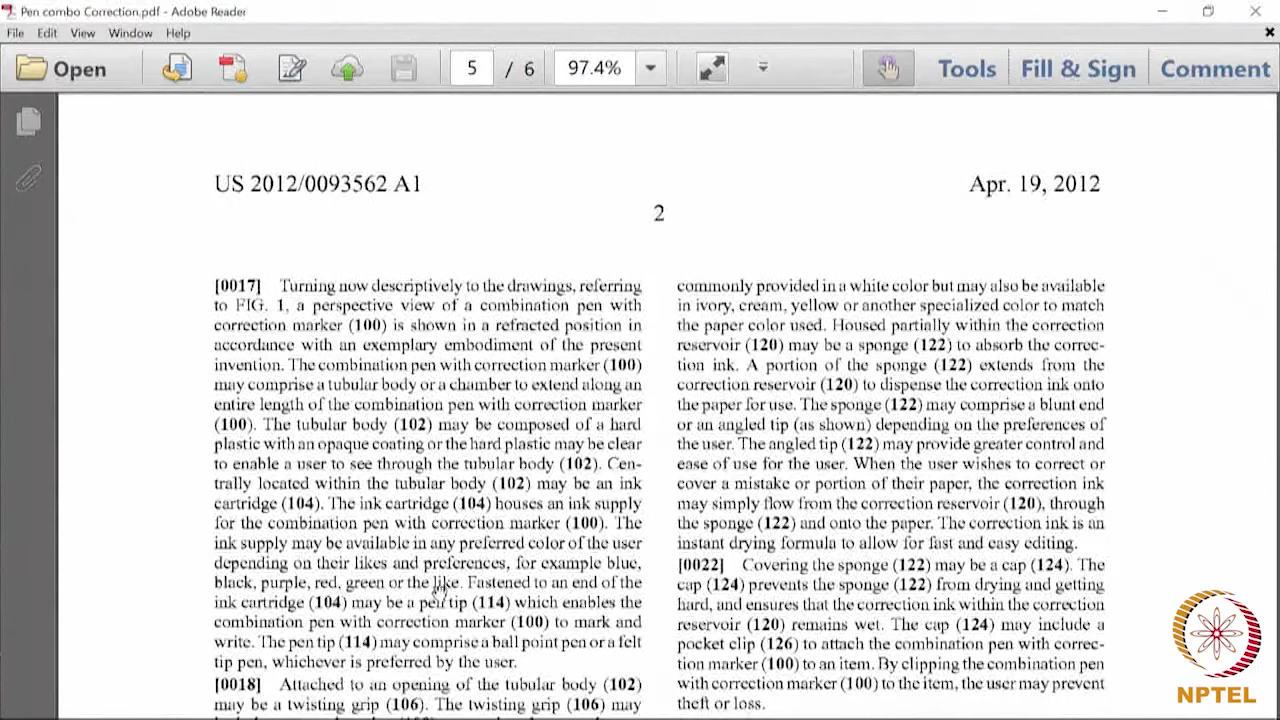 Pen combo Correction.pdf - Adobe Reader
File Edit View Window Help
Open
5 / 6
97.4%
Tools
Fill & Sign
Comment
US 2012/0093562 A1
Apr. 19, 2012
2
[0017] Turning now descriptively to the drawings, referring
to FIG. 1, a perspective view of a combination pen with
correction marker (100) is shown in a refracted position in
accordance with an exemplary embodiment of the present
invention. The combination pen with correction marker (100)
may comprise a tubular body or a chamber to extend along an
entire length of the combination pen with correction marker
(100). The tubular body (102) may be composed of a hard
plastic with an opaque coating or the hard plastic may be clear
to enable a user to see through the tubular body (102). Cen-
trally located within the tubular body (102) may be an ink
cartridge (104). The ink cartridge (104) houses an ink supply
for the combination pen with correction marker (100). The
ink supply may be available in any preferred color of the user
depending on their likes and preferences, for example blue,
black, purple, red, green or the like. Fastened to an end of the
ink cartridge (104) may be a pen tip (114) which enables the
combination pen with correction marker (100) to mark and
write. The pen tip (114) may comprise a ball point pen or a felt
tip pen, whichever is preferred by the user.
[0018] Attached to an opening of the tubular body (102)
may be a twisting grip (106). The twisting grip (106) may
commonly provided in a white color but may also be available
in ivory, cream, yellow or another specialized color to match
the paper color used. Housed partially within the correction
reservoir (120) may be a sponge (122) to absorb the correc-
tion ink. A portion of the sponge (122) extends from the
correction reservoir (120) to dispense the correction ink onto
the paper for use. The sponge (122) may comprise a blunt end
or an angled tip (as shown) depending on the preferences of
the user. The angled tip (122) may provide greater control and
ease of use for the user. When the user wishes to correct or
cover a mistake or portion of their paper, the correction ink
may simply flow from the correction reservoir (120), through
the sponge (122) and onto the paper. The correction ink is an
instant drying formula to allow for fast and easy editing.
[0022] Covering the sponge (122) may be a cap (124). The
cap (124) prevents the sponge (122) from drying and getting
hard, and ensures that the correction ink within the correction
reservoir (120) remains wet. The cap (124) may include a
pocket clip (126) to attach the combination pen with correc-
tion marker (100) to an item. By clipping the combination pen
with correction marker (100) to the item, the user may prevent
theft or loss.
NPTEL